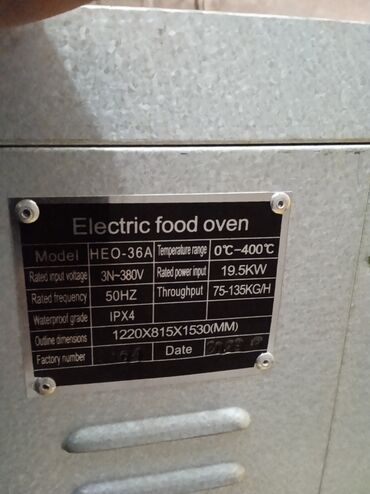 Electric food oven
Model HEO-36A Temperature range 0℃-400℃
Rated input voltage 3N~380V Rated power input 19.5KW
Rated frequency 50HZ Throughput 75-135KG/H
Waterproof grade IPX4
Outline dimensions 1220X815X1530(MM)
Factory number Date